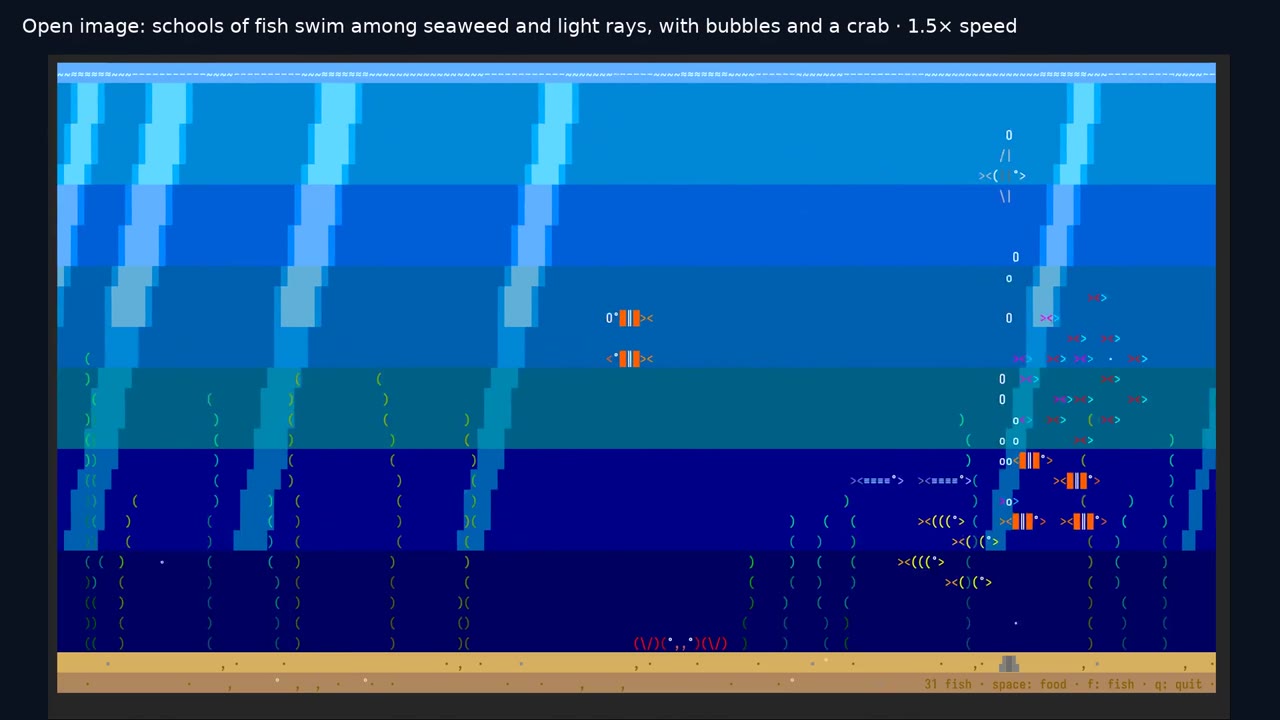 Open image: schools of fish swim among seaweed and light rays, with bubbles and a crab · 1.5× speed
31 fish · space: food · f: fish · q: quit ·